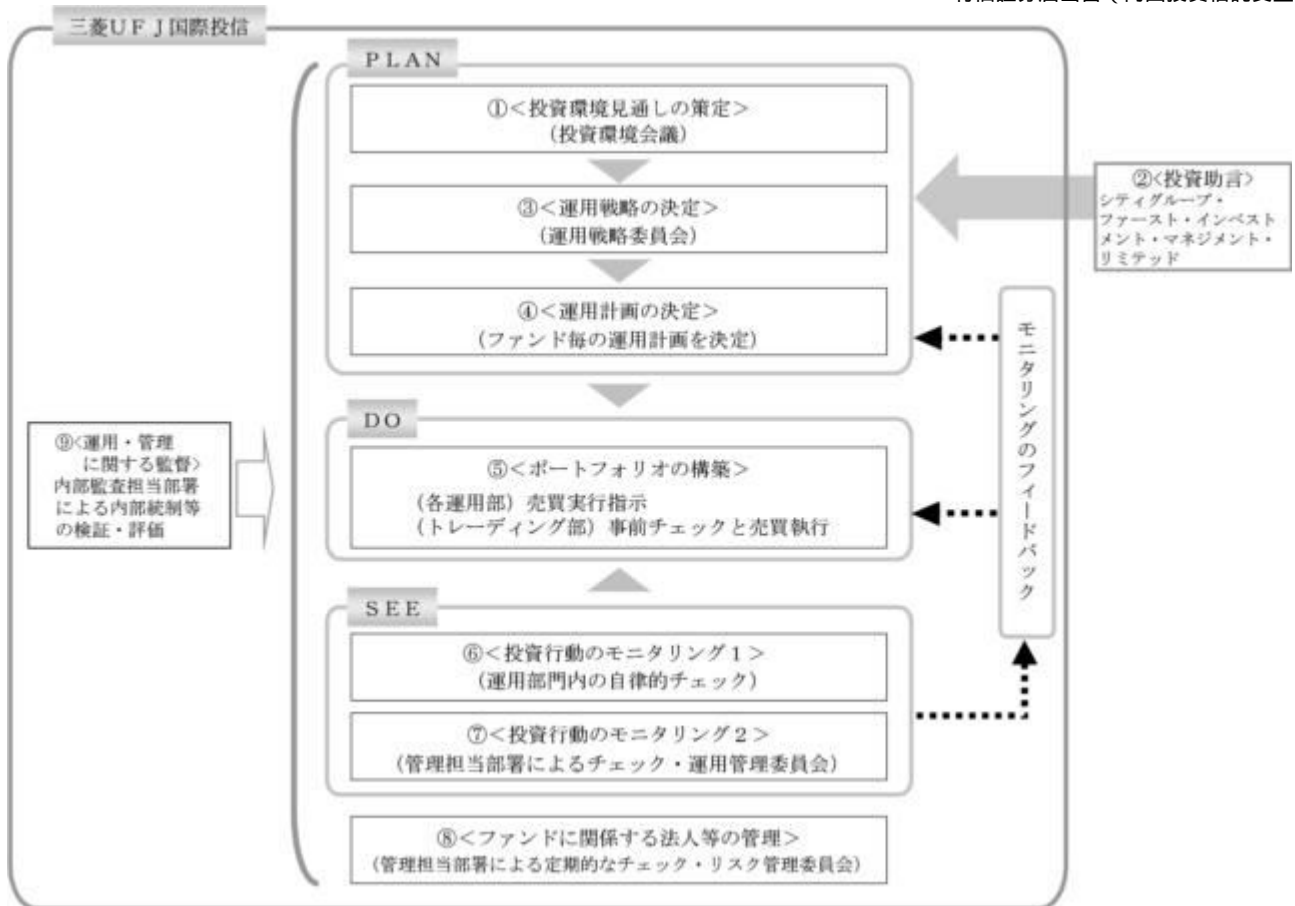 三菱ＵＦＪ国際投信
ＰＬＡＮ
①＜投資環境見通しの策定＞
（投資環境会議）
②<投資助言>
シティグループ・
ファースト・インベスト
メント・マネジメント・
リミテッド
③＜運用戦略の決定＞
（運用戦略委員会）
④＜運用計画の決定＞
（ファンド毎の運用計画を決定）
モニタリングのフィードバック
ＤＯ
⑤＜ポートフォリオの構築＞
（各運用部）売買実行指示
（トレーディング部）事前チェックと売買執行
⑨<運用・管理
に関する監督>
内部監査担当部署
による内部統制等
の検証・評価
ＳＥＥ
⑥＜投資行動のモニタリング１＞
（運用部門内の自律的チェック）
⑦＜投資行動のモニタリング２＞
（管理担当部署によるチェック・運用管理委員会）
⑧＜ファンドに関係する法人等の管理＞
（管理担当部署による定期的なチェック・リスク管理委員会）